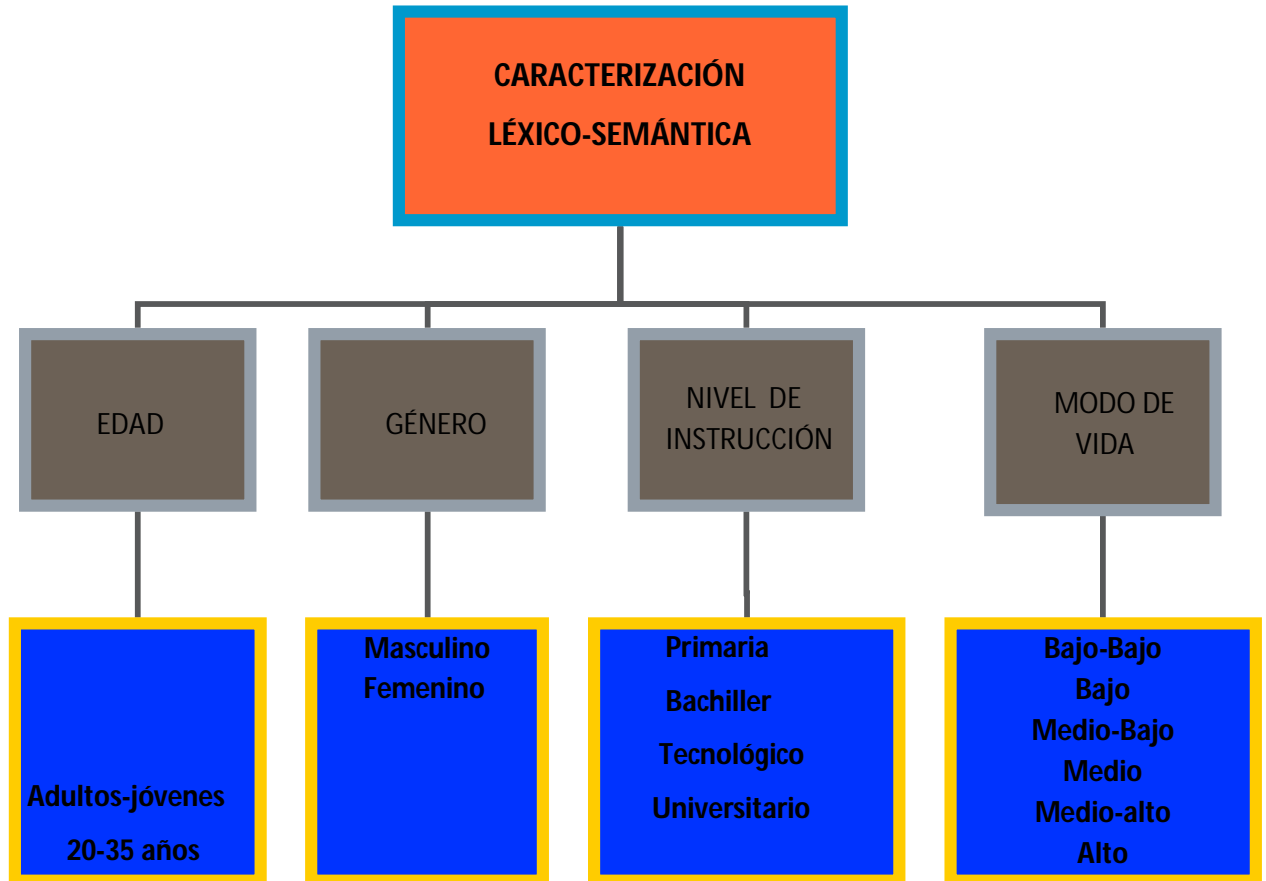 CARACTERIZACIÓN
LÉXICO-SEMÁNTICA
EDAD
GÉNERO
NIVEL DE
INSTRUCCIÓN
MODO DE
VIDA
Adultos-jóvenes
20-35 años
Masculino
Femenino
Primaria
Bachiller
Tecnológico
Universitario
Bajo-Bajo
Bajo
Medio-Bajo
Medio
Medio-alto
Alto